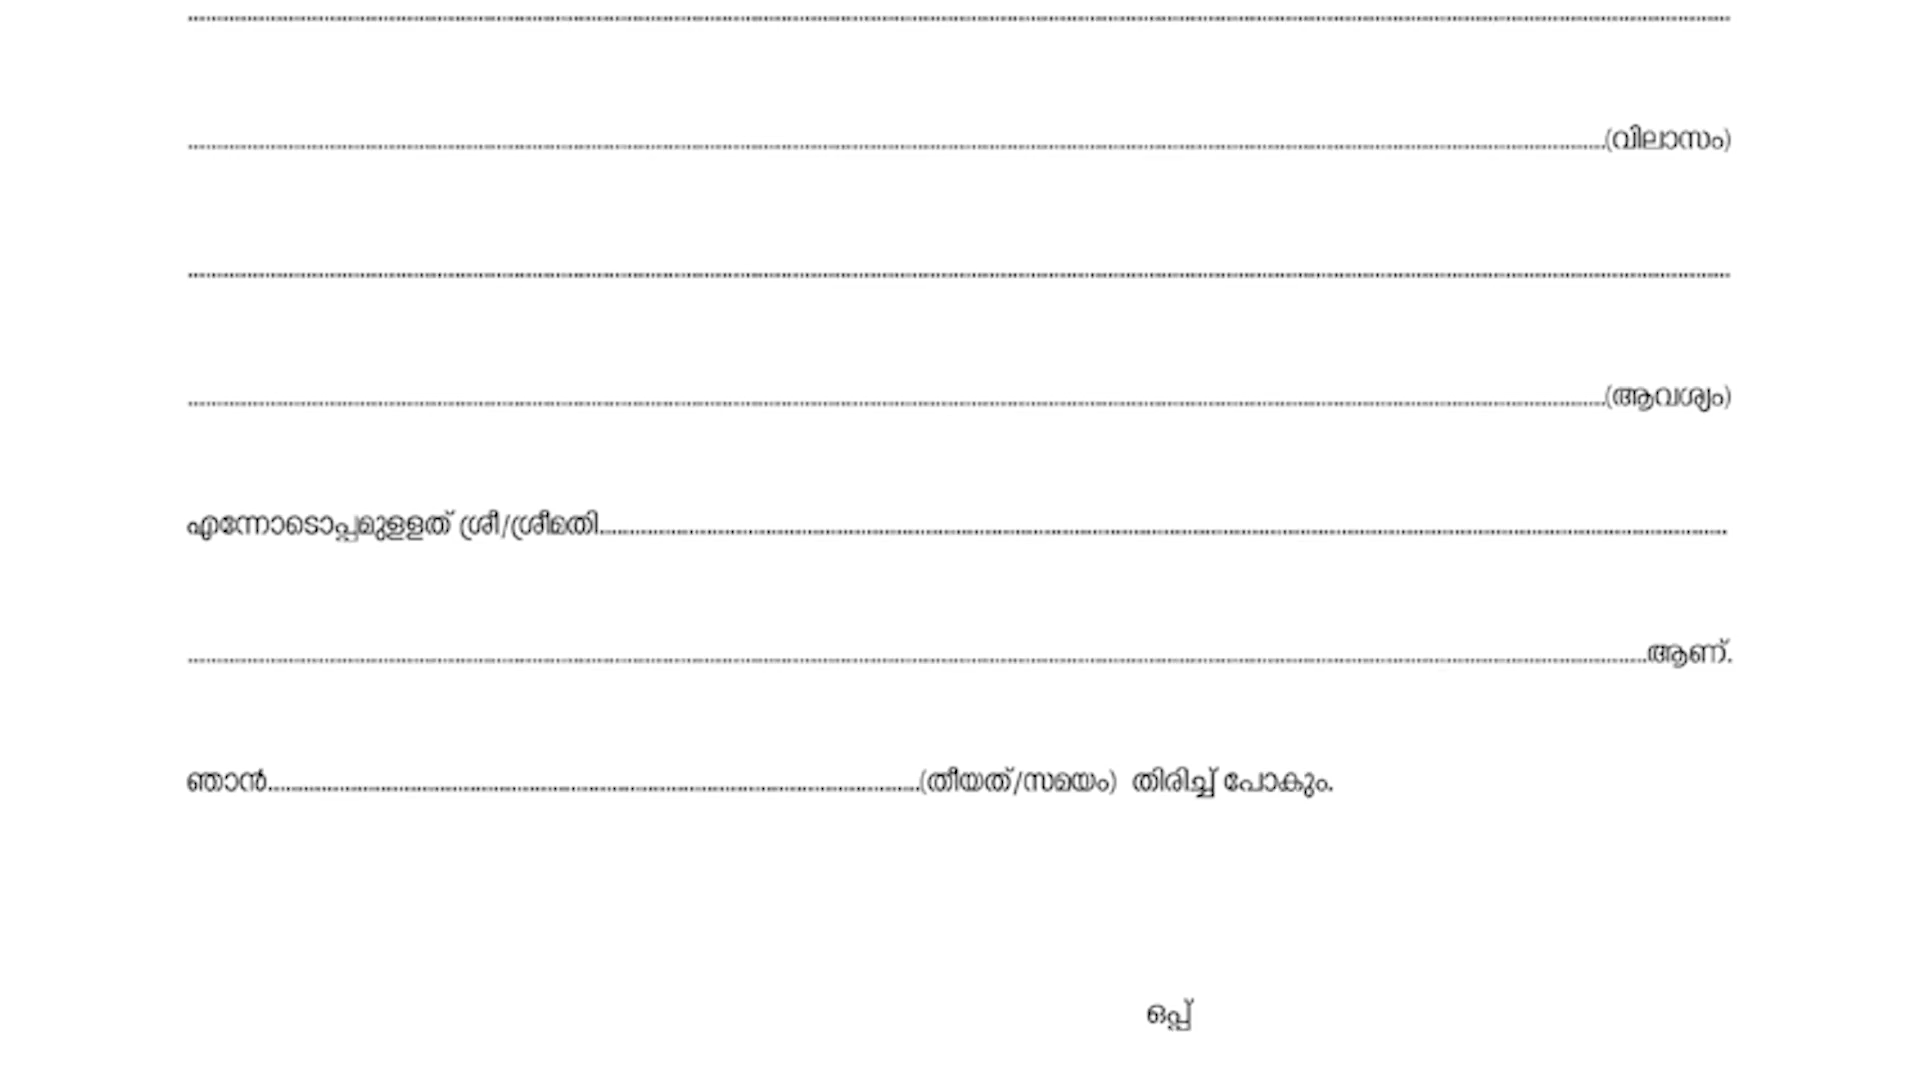 ................................................................................
................................................................................(വിലാസം)
................................................................................
................................................................................(ആവശ്യം)
എന്നോടൊപ്പമുള്ളത് ശ്രീ/ശ്രീമതി................................................................................
................................................................................ആണ്.
ഞാൻ................................................................................(തീയത്/സമയം) തിരിച്ച് പോകും.
ഒപ്പ്